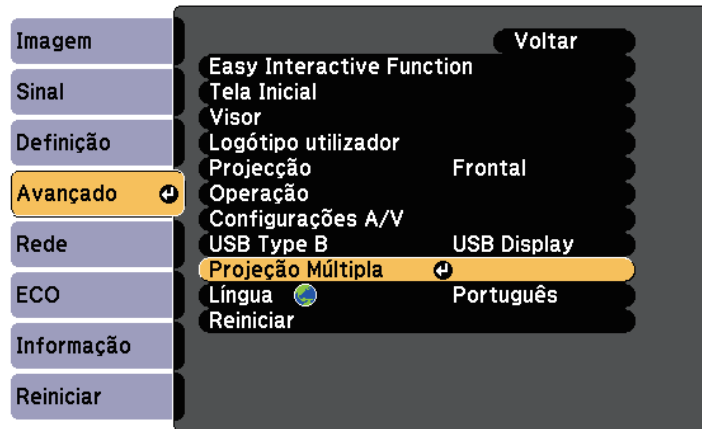 Imagem
Sinal
Definição
Avançado
Rede
ECO
Informação
Reiniciar
Voltar
Easy Interactive Function
Tela Inicial
Visor
Logótipo utilizador
Projecção Frontal
Operação
Configurações A/V
USB Type B USB Display
Projeção Múltipla
Língua Português
Reiniciar